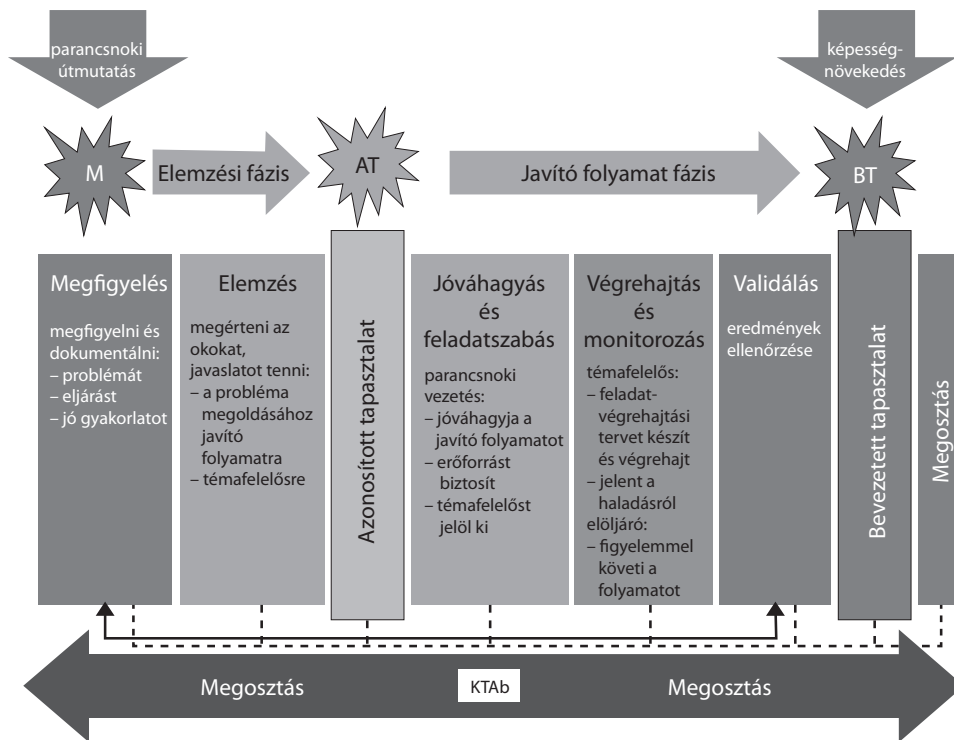 parancsnoki
útmutatás
képesség-
növekedés
M
Elemzési fázis
AT
Javító folyamat fázis
BT
Megfigyelés
megfigyelni és
dokumentálni:
– problémát
– eljárást
– jó gyakorlatot
Elemzés
megérteni az
okokat,
javaslatot tenni:
– a probléma
megoldásához
javító
folyamatra
– témafelelősre
Azonosított tapasztalat
Jóváhagyás
és
feladatszabás
parancsnoki
vezetés:
– jóváhagyja a
javító folyamatot
– erőforrást
biztosít
– témafelelőst
jelöl ki
Végrehajtás
és
monitorozás
témafelelős:
– feladat-
végrehajtási
tervet készít
és végrehajt
– jelent a
haladásról
elöljáró:
– figyelemmel
követi a
folyamatot
Validálás
eredmények
ellenőrzése
Bevezetett tapasztalat
Megosztás
Megosztás
KTAb
Megosztás